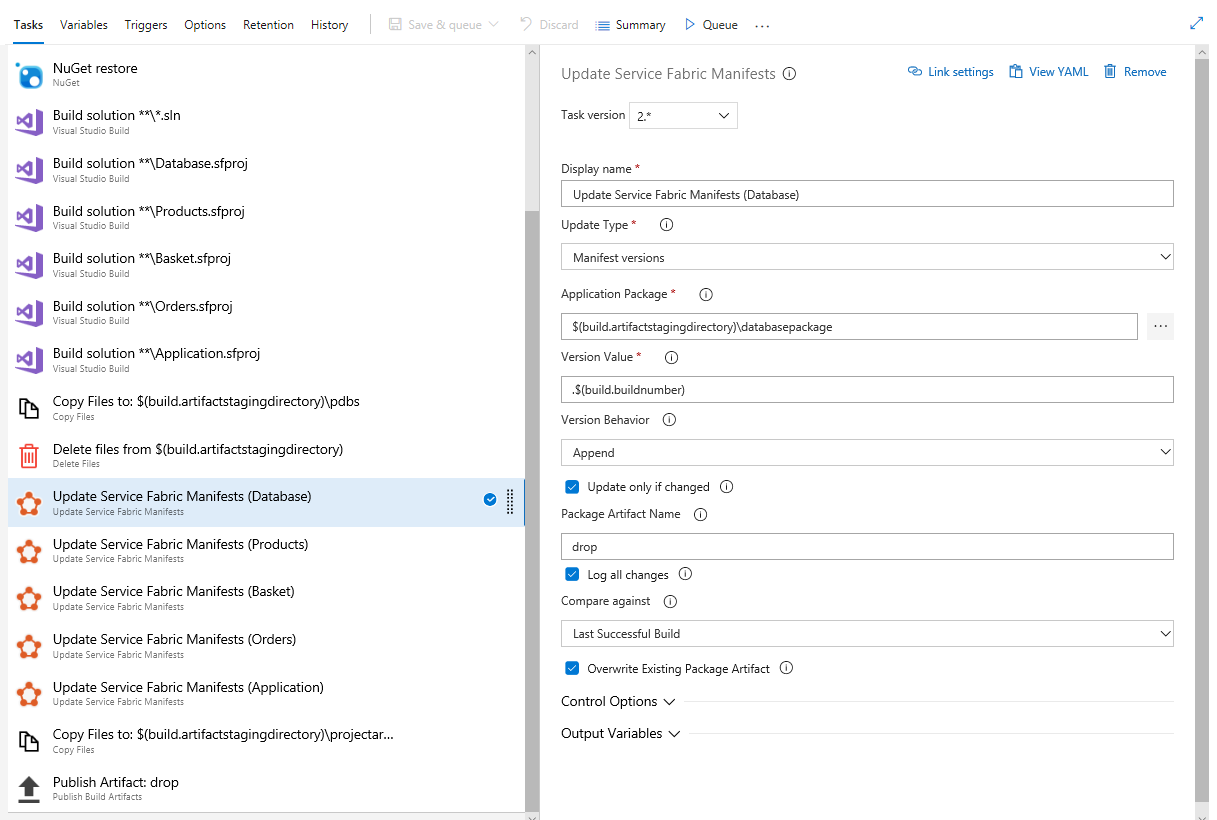 Tasks Variables Triggers Options Retention History Save & queue Discard Summary Queue ...
NuGet restore
NuGet
Build solution **\*.sln
Visual Studio Build
Build solution **\Database.sfproj
Visual Studio Build
Build solution **\Products.sfproj
Visual Studio Build
Build solution **\Basket.sfproj
Visual Studio Build
Build solution **\Orders.sfproj
Visual Studio Build
Build solution **\Application.sfproj
Visual Studio Build
Copy Files to: $(build.artifactstagingdirectory)\pdbs
Copy Files
Delete files from $(build.artifactstagingdirectory)
Delete Files
Update Service Fabric Manifests (Database)
Update Service Fabric Manifests
Update Service Fabric Manifests (Products)
Update Service Fabric Manifests
Update Service Fabric Manifests (Basket)
Update Service Fabric Manifests
Update Service Fabric Manifests (Orders)
Update Service Fabric Manifests
Update Service Fabric Manifests (Application)
Update Service Fabric Manifests
Copy Files to: $(build.artifactstagingdirectory)\projectar...
Copy Files
Publish Artifact: drop
Publish Build Artifacts
Update Service Fabric Manifests Link settings View YAML Remove
Task version 2.*
Display name *
Update Service Fabric Manifests (Database)
Update Type *
Manifest versions
Application Package *
$(build.artifactstagingdirectory)\databasepackage ...
Version Value *
.$(build.buildnumber)
Version Behavior
Append
Update only if changed
Package Artifact Name
drop
Log all changes
Compare against
Last Successful Build
Overwrite Existing Package Artifact
Control Options
Output Variables